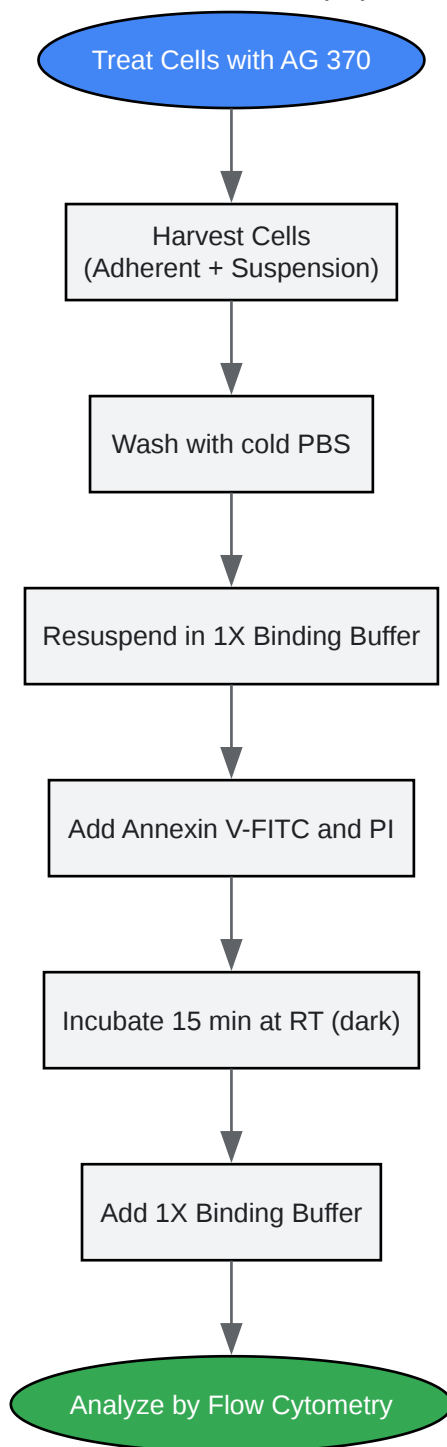 Treat Cells with AG 370
Harvest Cells
(Adherent + Suspension)
Wash with cold PBS
Resuspend in 1X Binding Buffer
Add Annexin V-FITC and PI
Incubate 15 min at RT (dark)
Add 1X Binding Buffer
Analyze by Flow Cytometry